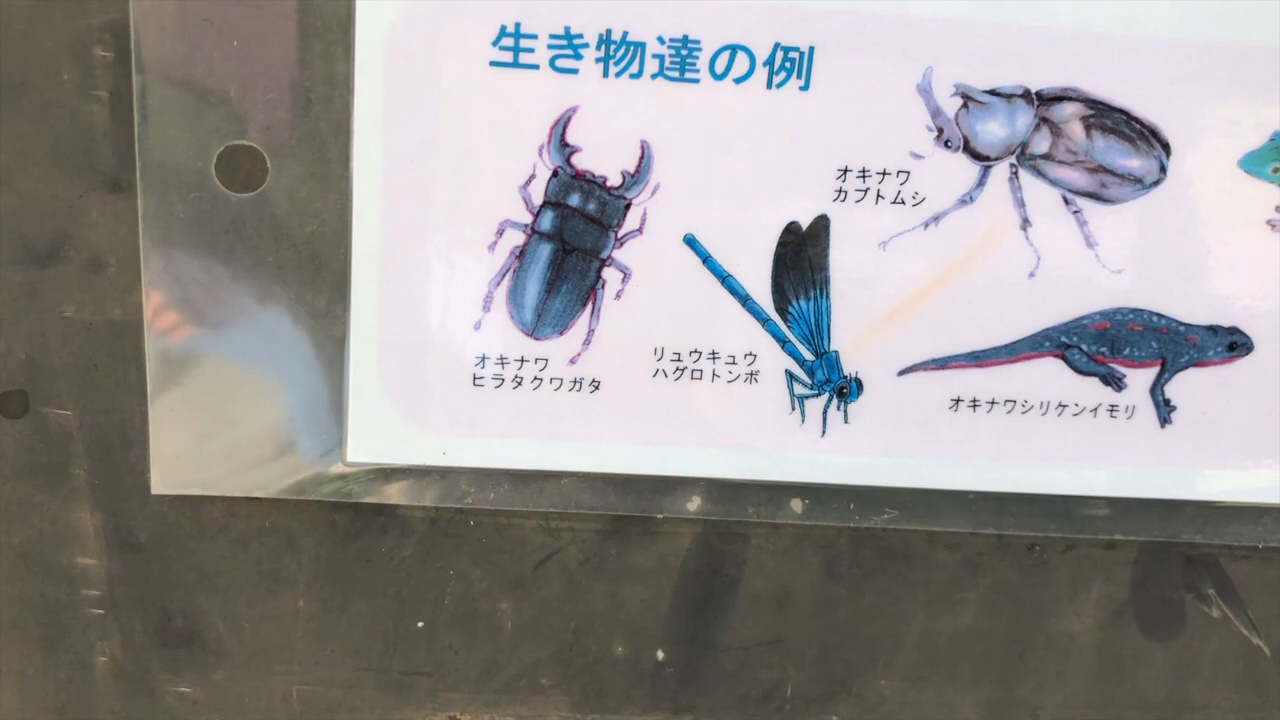 生き物達の例
オキナワ
カブトムシ
オキナワ
ヒラタクワガタ
リュウキュウ
ハグロトンボ
オキナワシリケンイモリ